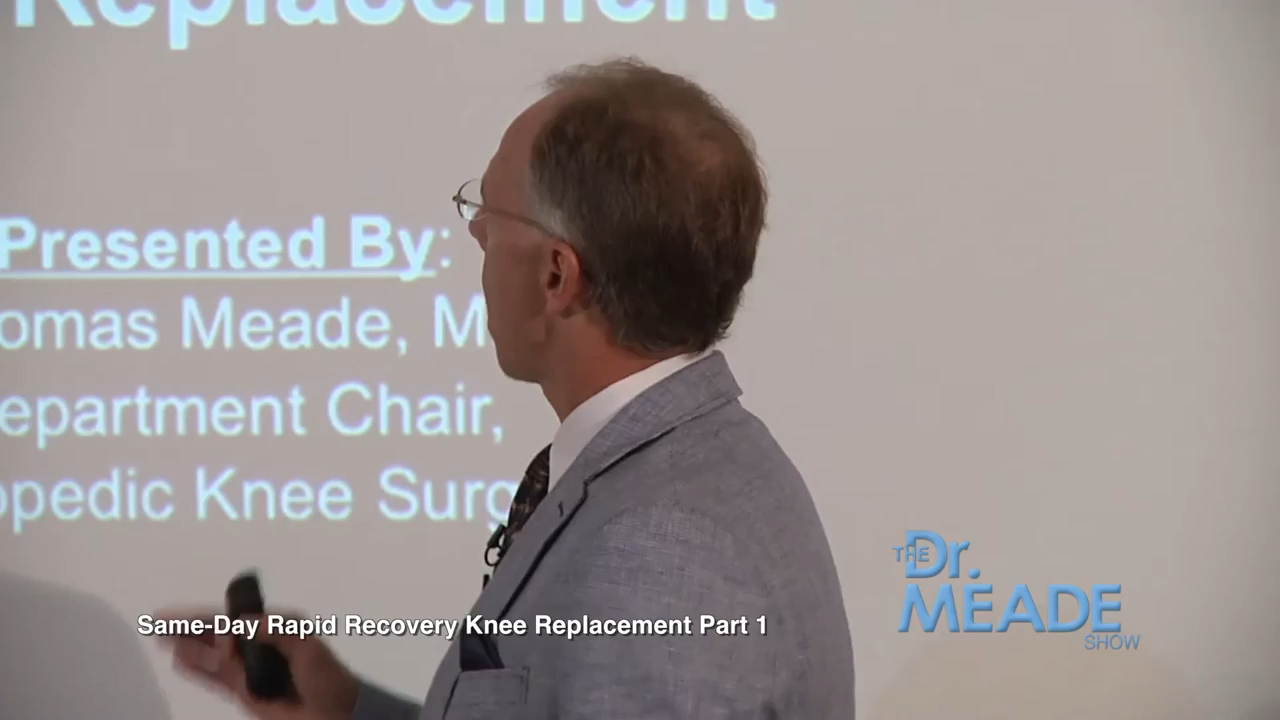 Replacement
Presented By:
omas Meade, M
epartment Chair,
opedic Knee Surg
Same-Day Rapid Recovery Knee Replacement Part 1
THE
Dr.
MEADE
SHOW